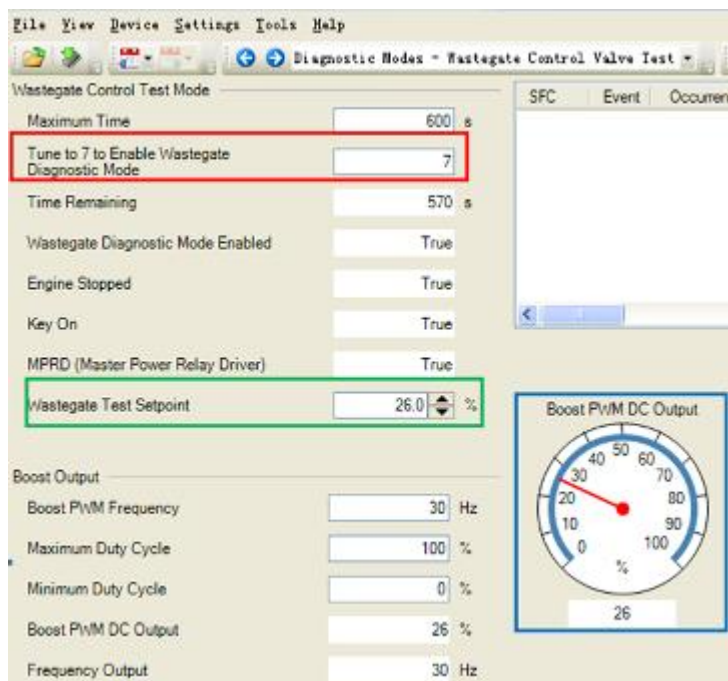 File View Device Settings Tools Help
Diagnostic Modes - Wastegate Control Valve Test
Wastegate Control Test Mode
Maximum Time 600 s
Tune to 7 to Enable Wastegate
Diagnostic Mode 7
Time Remaining 570 s
Wastegate Diagnostic Mode Enabled True
Engine Stopped True
Key On True
MPRD (Master Power Relay Driver) True
Wastegate Test Setpoint 26.0 %
Boost Output
Boost PWM Frequency 30 Hz
Maximum Duty Cycle 100 %
Minimum Duty Cycle 0 %
Boost PWM DC Output 26 %
Frequency Output 30 Hz
SFC Event Occurren
Boost PWM DC Output
0 10 20 30 40 50 60 70 80 90 100
%
26